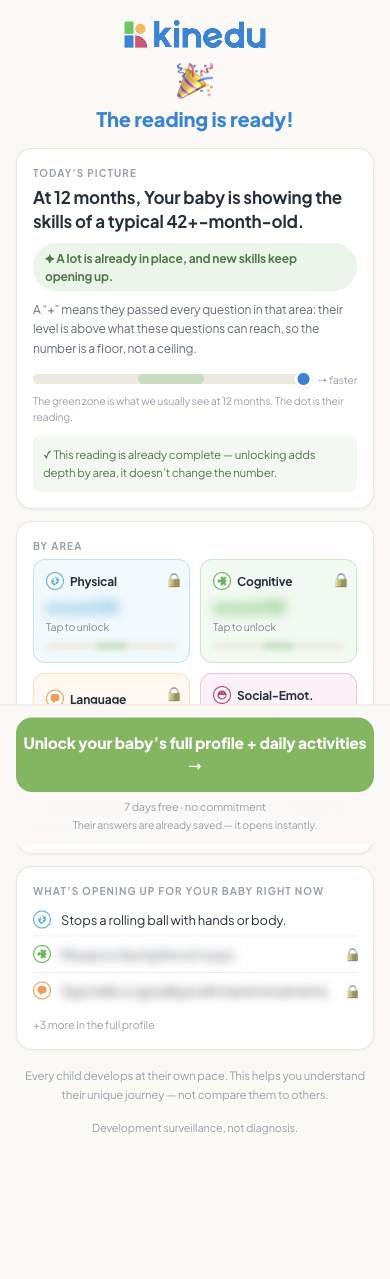 kinedu
The reading is ready!
TODAY'S PICTURE
At 12 months, Your baby is showing the
skills of a typical 42+-month-old.
✦ A lot is already in place, and new skills keep
opening up.
A "+" means they passed every question in that area: their
level is above what these questions can reach, so the
number is a floor, not a ceiling.
→ faster
The green zone is what we usually see at 12 months. The dot is their
reading.
✓ This reading is already complete — unlocking adds
depth by area, it doesn't change the number.
BY AREA
Physical
Cognitive
Tap to unlock
Tap to unlock
Language
Social-Emot.
Unlock your baby's full profile + daily activities
→
7 days free · no commitment
Their answers are already saved — it opens instantly.
WHAT'S OPENING UP FOR YOUR BABY RIGHT NOW
Stops a rolling ball with hands or body.
+3 more in the full profile
Every child develops at their own pace. This helps you understand
their unique journey — not compare them to others.
Development surveillance, not diagnosis.